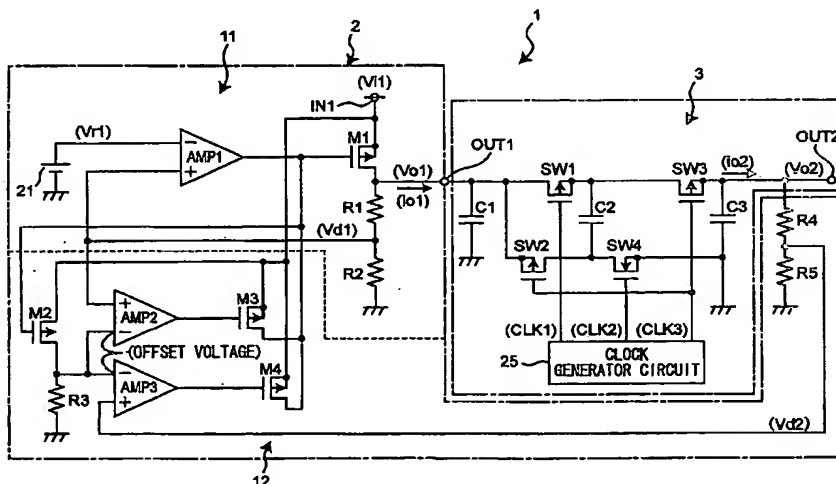 1
11
2
3
(Vi1)
IN1
OUT1
OUT2
(Vr1)
M1
AMP1
21
(Vo1)
(io1)
SW1
SW3
(io2)
(Vo2)
R1
C1
C2
C3
R4
(Vd1)
SW2
SW4
R2
R5
M2
AMP2
M3
(OFFSET VOLTAGE)
(CLK1)
(CLK2)
(CLK3)
AMP3
M4
25
CLOCK
GENERATOR CIRCUIT
R3
(Vd2)
12